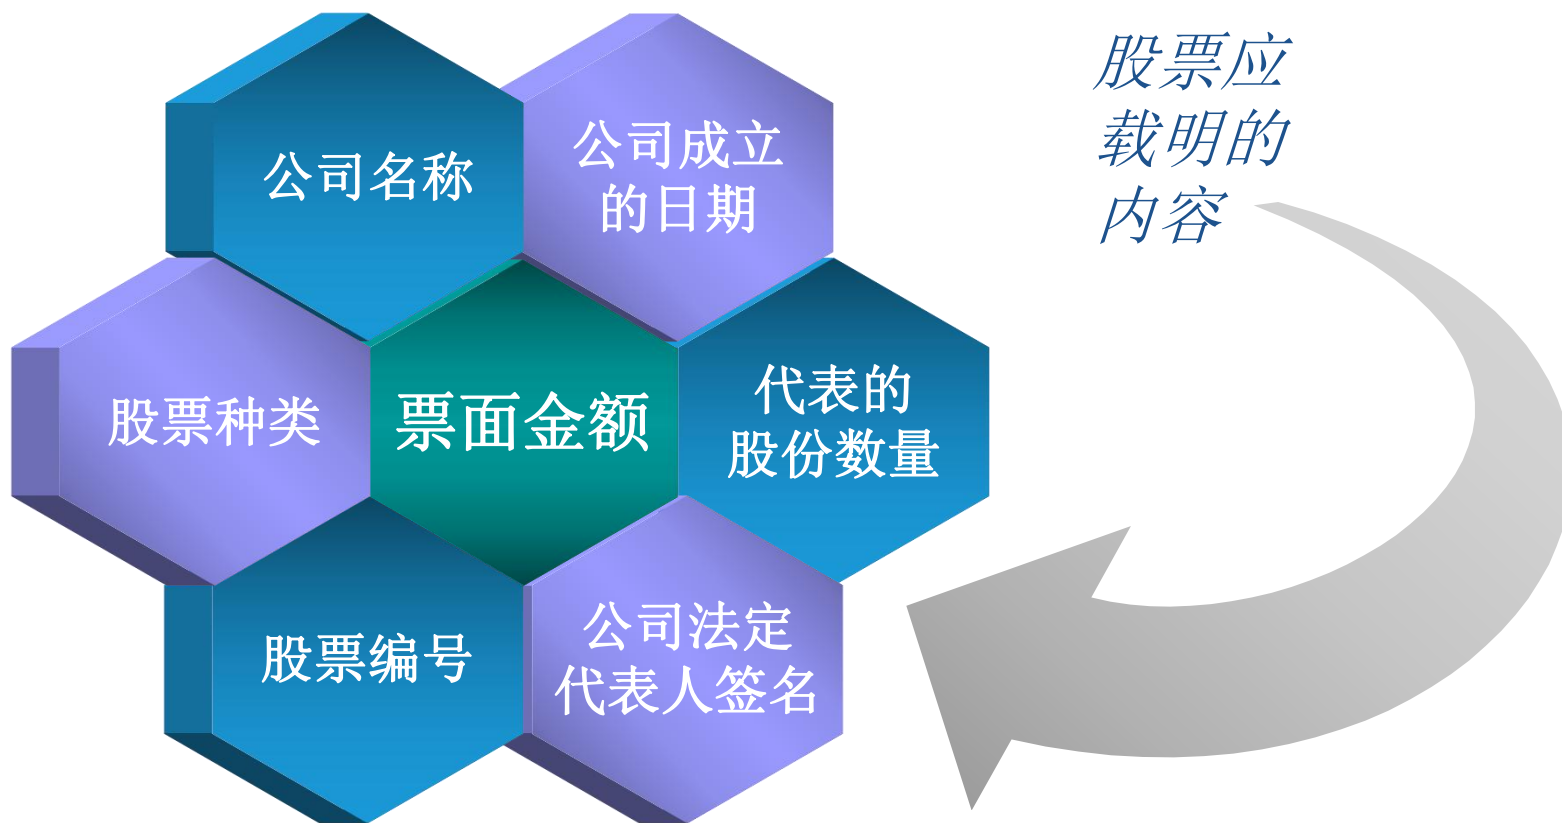 股票应
载明的
内容
公司名称
公司成立
的日期
股票种类
票面金额
代表的
股份数量
股票编号
公司法定
代表人签名